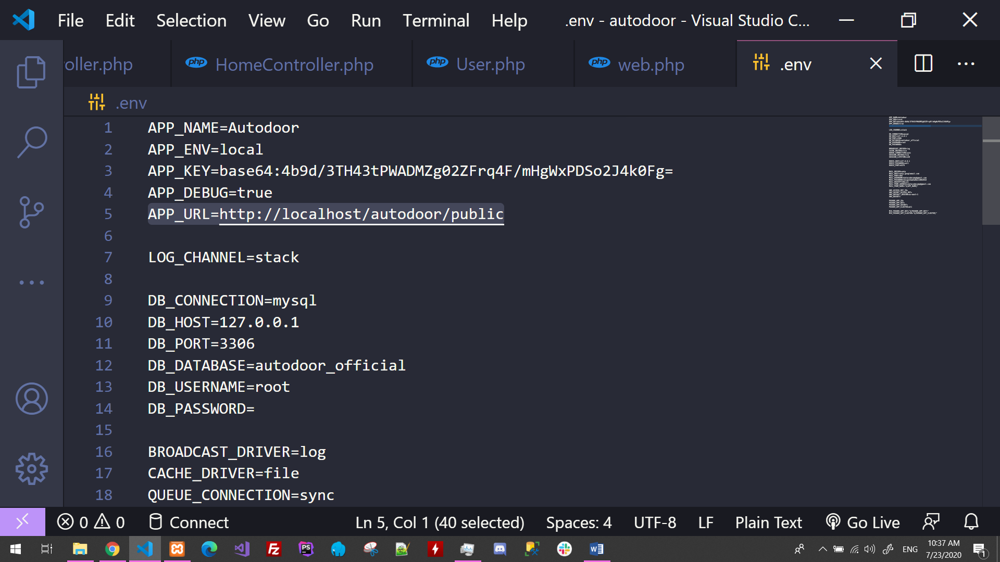 File Edit Selection View Go Run Terminal Help .env - autodoor - Visual Studio C...
oller.php HomeController.php User.php web.php .env
.env
1 APP_NAME=Autodoor
2 APP_ENV=local
3 APP_KEY=base64:4b9d/3TH43tPWADMZg02ZFrq4F/mHgWxPDSo2J4k0Fg=
4 APP_DEBUG=true
5 APP_URL=http://localhost/autodoor/public
6
7 LOG_CHANNEL=stack
8
9 DB_CONNECTION=mysql
10 DB_HOST=127.0.0.1
11 DB_PORT=3306
12 DB_DATABASE=autodoor_official
13 DB_USERNAME=root
14 DB_PASSWORD=
15
16 BROADCAST_DRIVER=log
17 CACHE_DRIVER=file
18 QUEUE_CONNECTION=sync
0 0 Connect Ln 5, Col 1 (40 selected) Spaces: 4 UTF-8 LF Plain Text Go Live
ENG 10:37 AM
7/23/2020 1